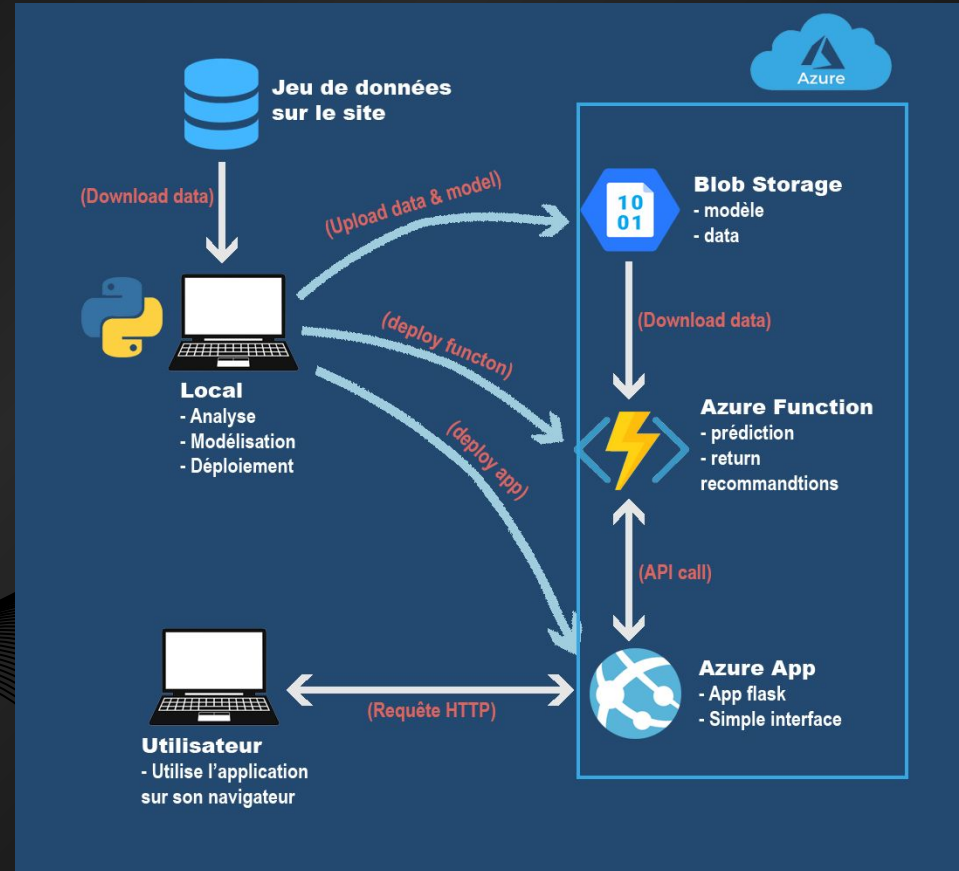 Azure
Jeu de données
sur le site
(Download data)
(Upload data & model)
Blob Storage
- modèle
- data
10
01
(Download data)
(deploy functon)
Local
- Analyse
- Modélisation
- Déploiement
(deploy app)
Azure Function
- prédiction
- return
recommandtions
(API call)
Azure App
- App flask
- Simple interface
(Requête HTTP)
Utilisateur
- Utilise l'application
sur son navigateur